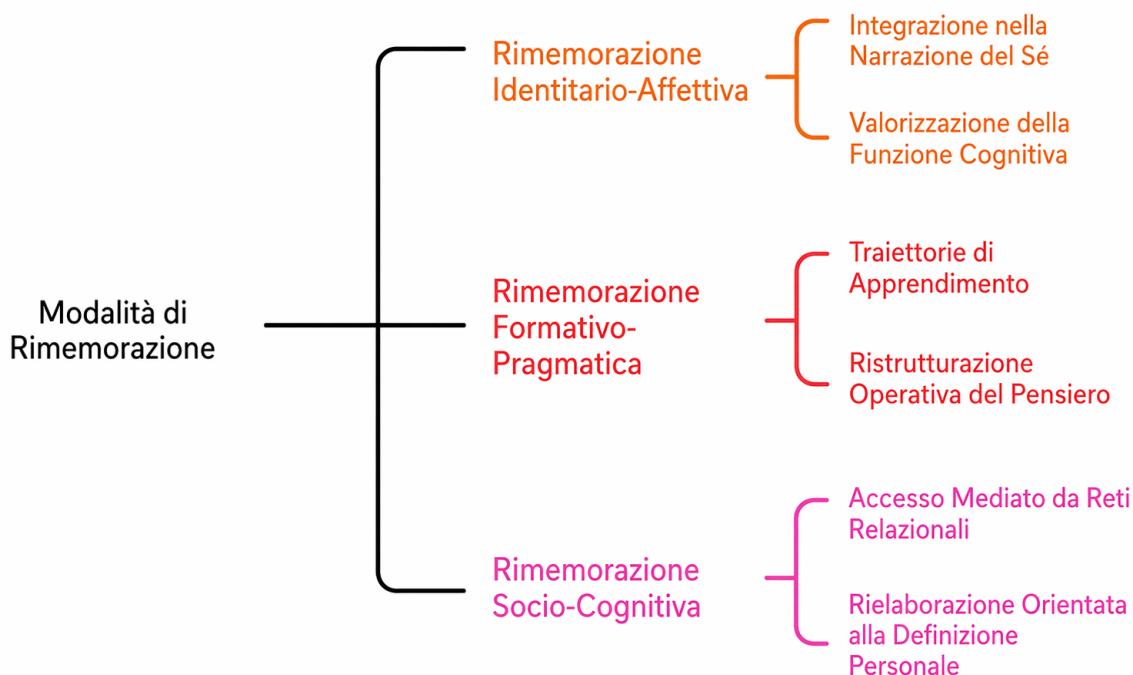 Modalità di
Rimemorazione
Rimemorazione
Identitario-Affettiva
Integrazione nella
Narrazione del Sé
Valorizzazione della
Funzione Cognitiva
Rimemorazione
Formativo-
Pragmatica
Traiettorie di
Apprendimento
Ristrutturazione
Operativa del Pensiero
Rimemorazione
Socio-Cognitiva
Accesso Mediato da Reti
Relazionali
Rielaborazione Orientata
alla Definizione
Personale